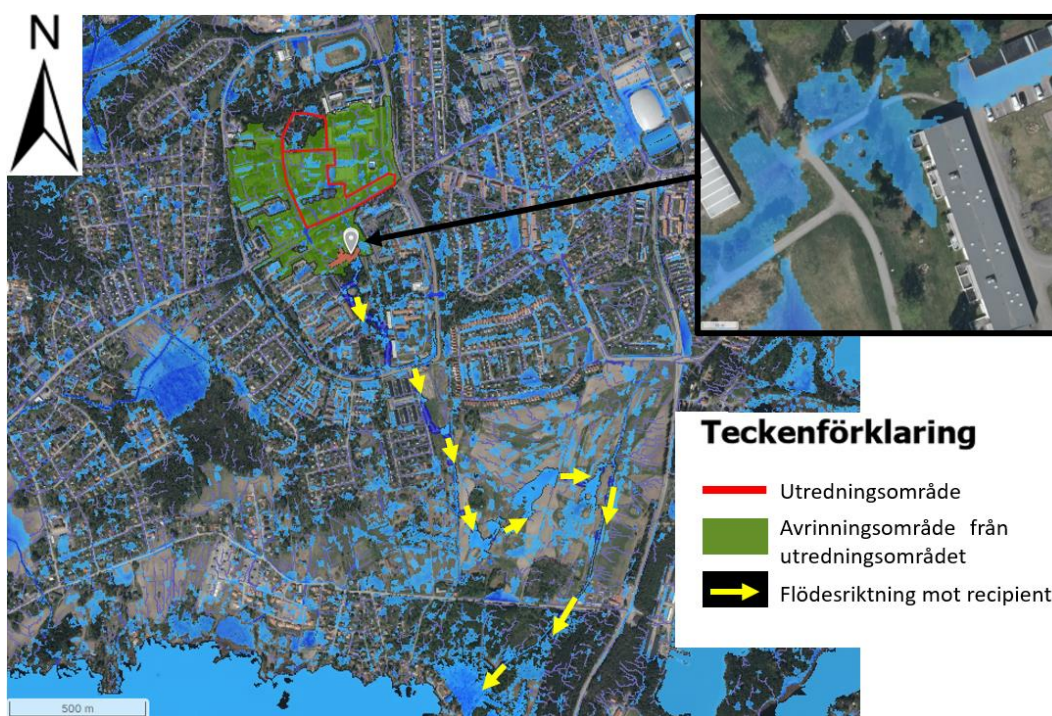 N
Teckenförklaring
Utredningsområde
Avrinningsområde från
utredningsområdet
Flödesriktning mot recipient
500 m